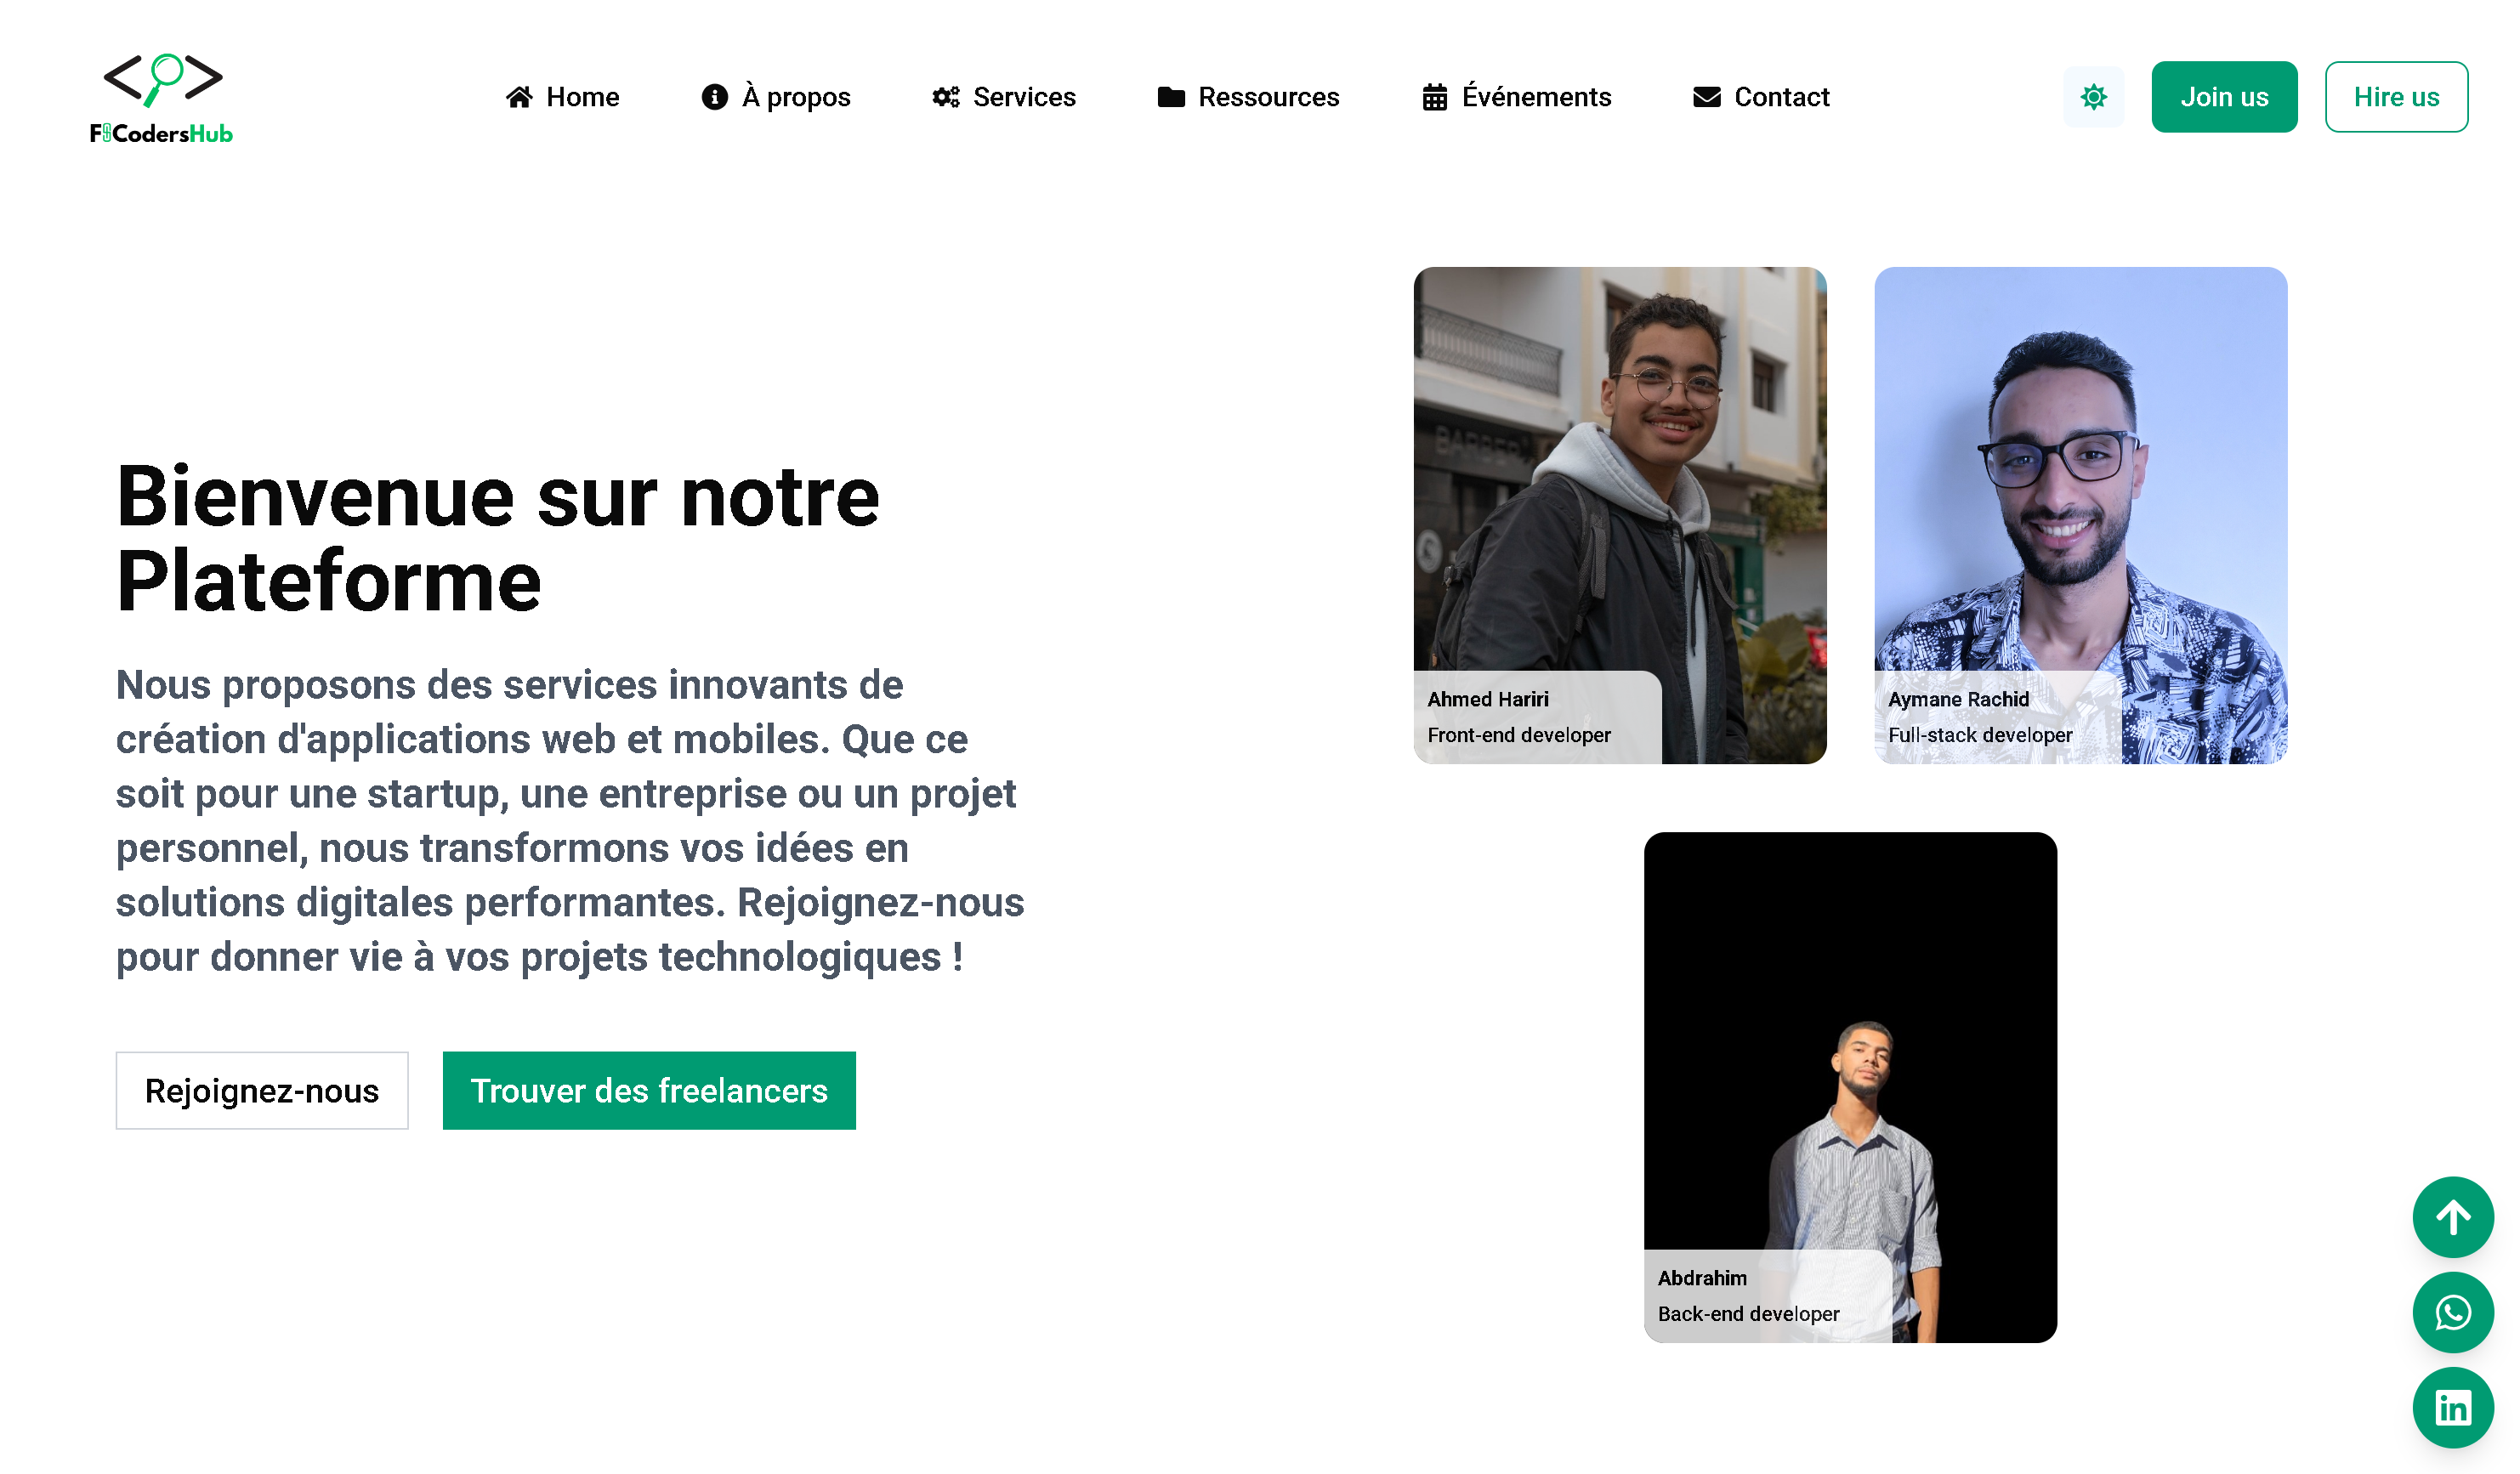 FCodersHub
Home
À propos
Services
Ressources
Événements
Contact
Join us
Hire us
Bienvenue sur notre
Plateforme
Nous proposons des services innovants de
création d'applications web et mobiles. Que ce
soit pour une startup, une entreprise ou un projet
personnel, nous transformons vos idées en
solutions digitales performantes. Rejoignez-nous
pour donner vie à vos projets technologiques !
Rejoignez-nous
Trouver des freelancers
BARBER
Ahmed Hariri
Front-end developer
Aymane Rachid
Full-stack developer
Abdrahim
Back-end developer
in